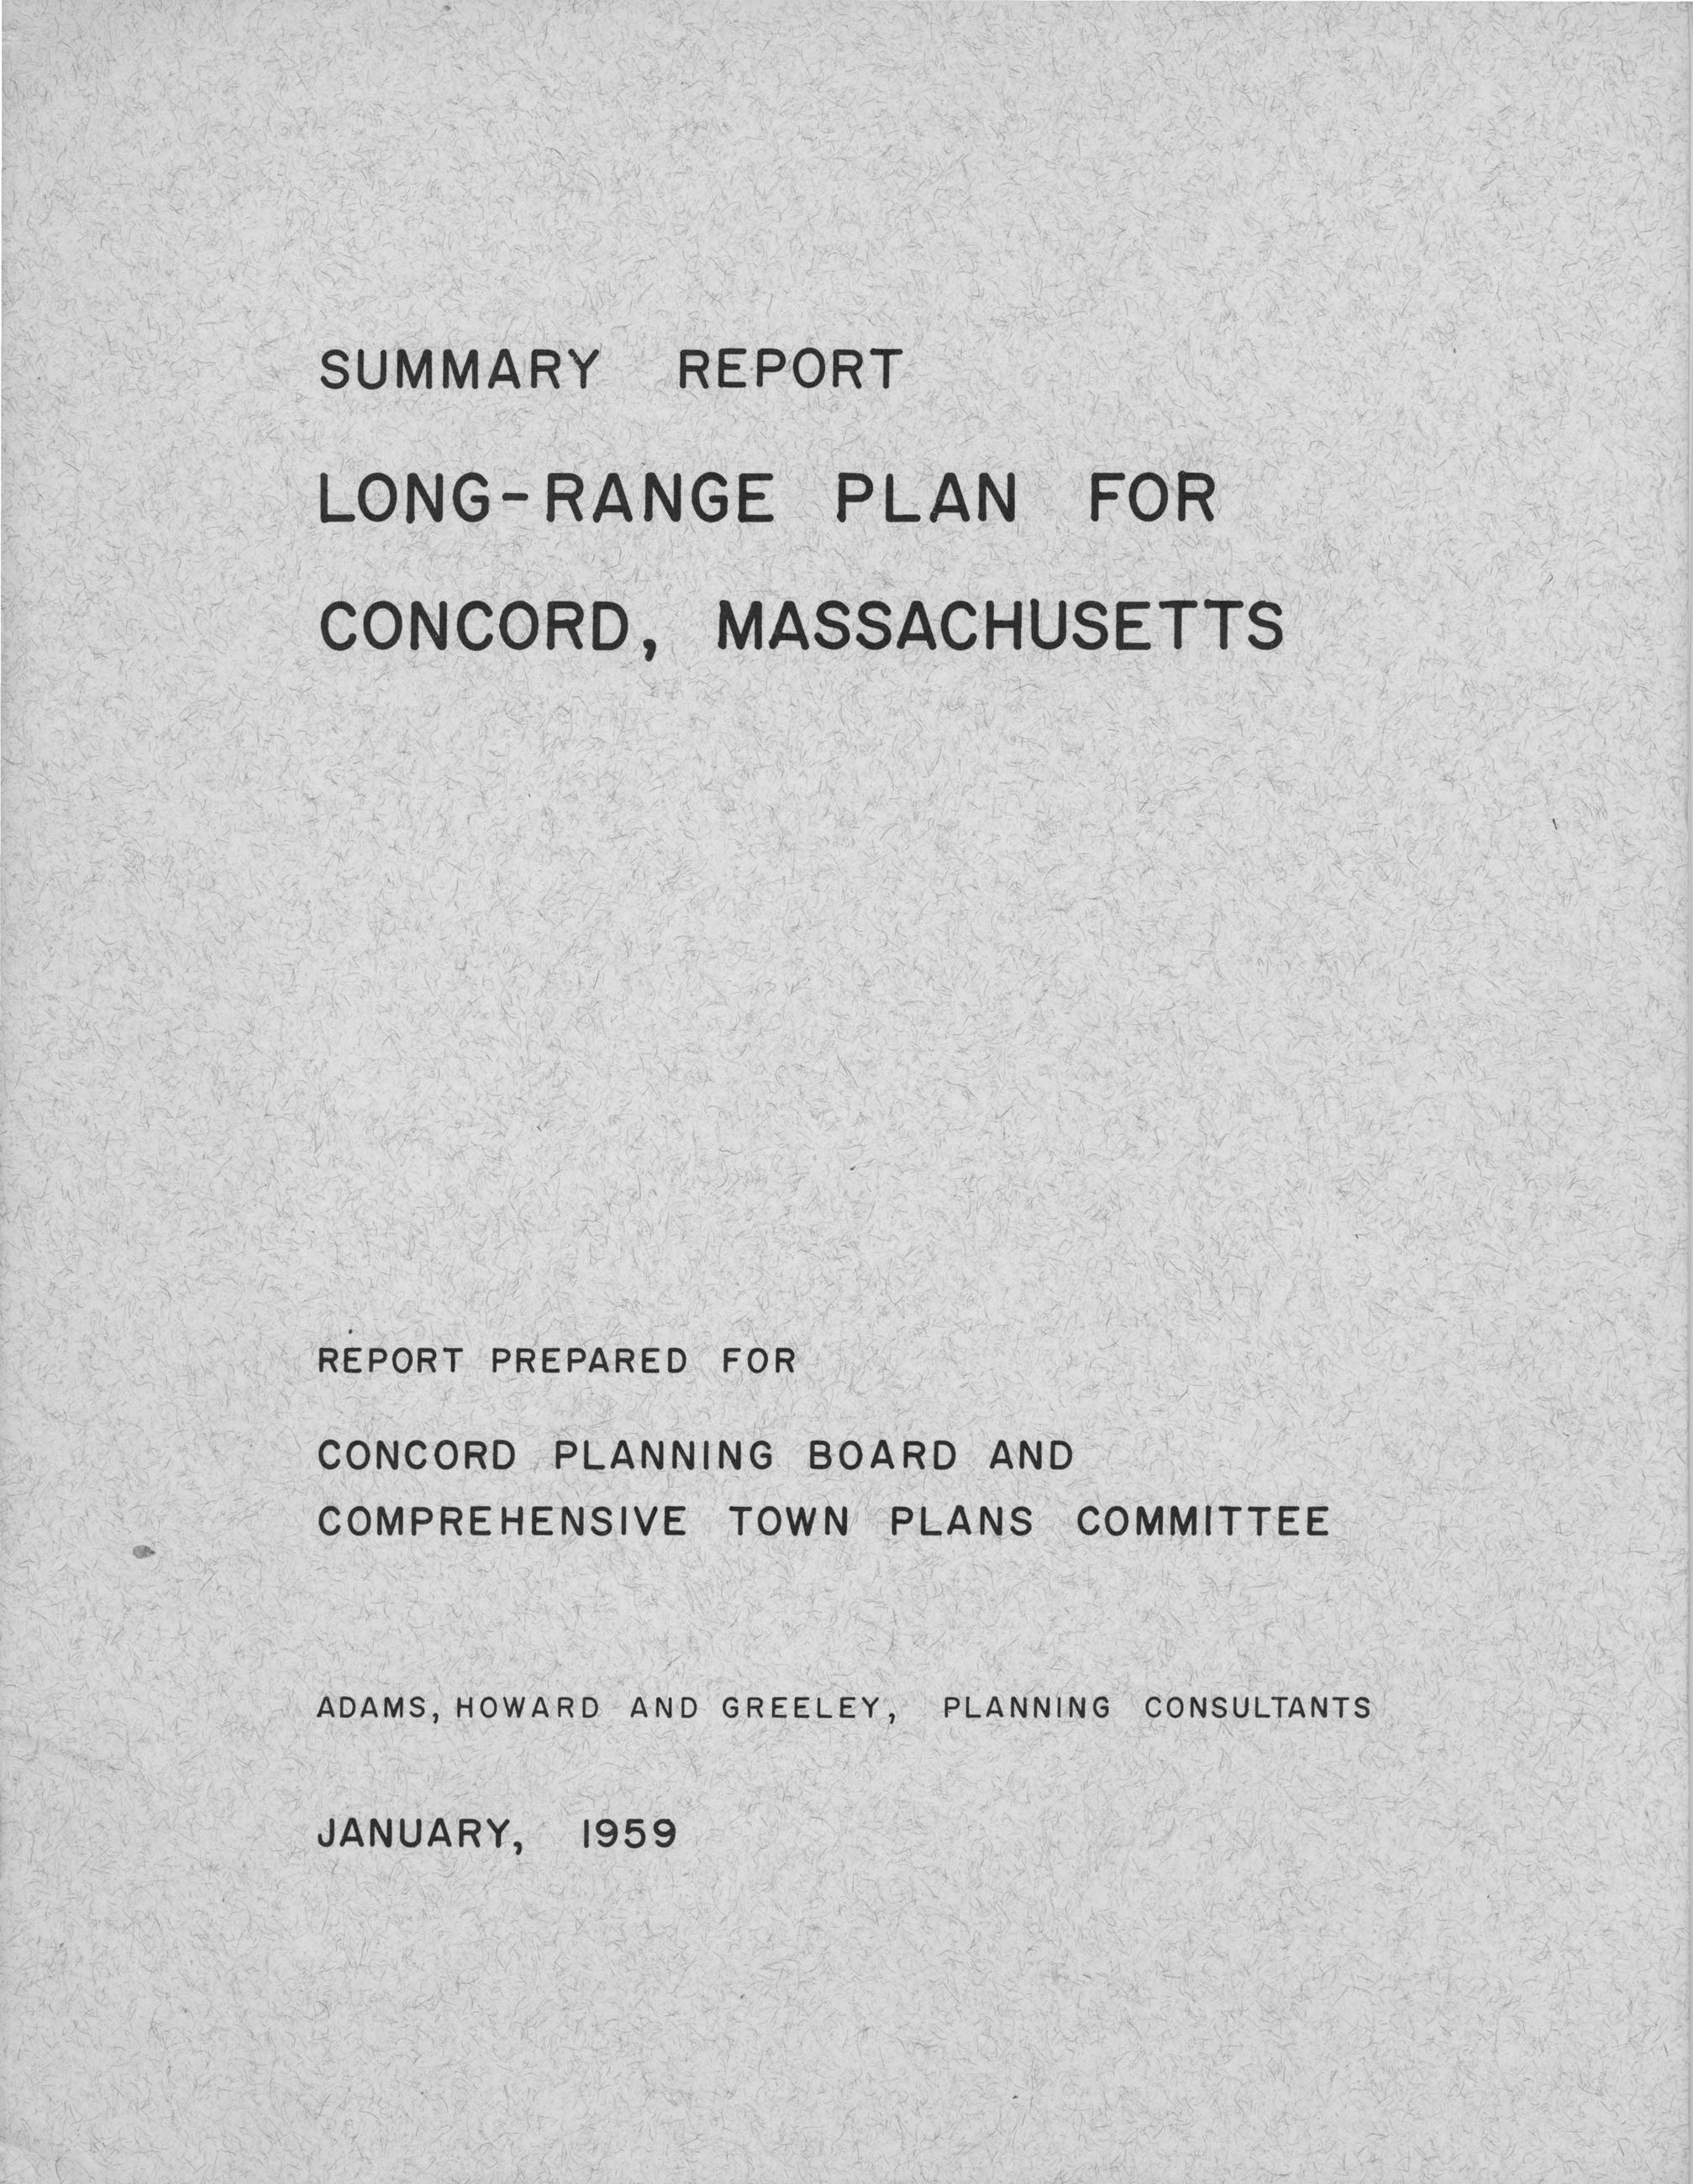 SUMMARY REPORT
LONG-RANGE PLAN FOR
CONCORD, MASSACHUSETTS
REPORT PREPARED FOR
CONCORD PLANNING BOARD AND
COMPREHENSIVE TOWN PLANS COMMITTEE
ADAMS, HOWARD AND GREELEY, PLANNING CONSULTANTS
JANUARY, 1959